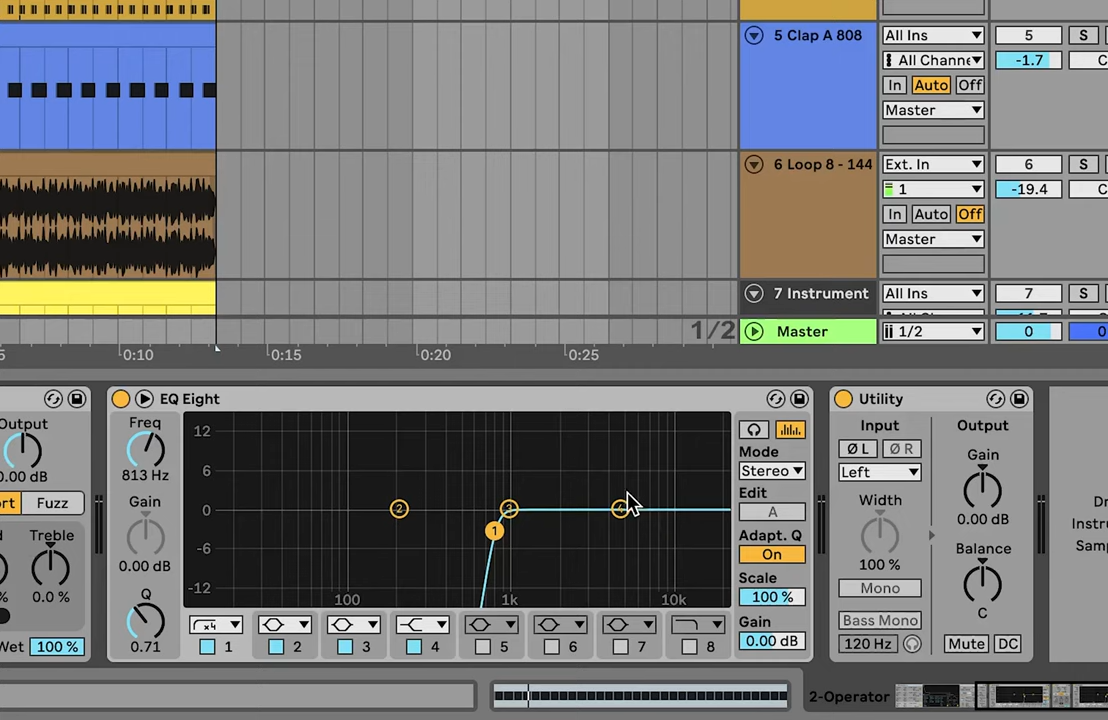 5 Clap A 808
All Ins
5
S
All Channe
-1.7
C
In Auto Off
Master
6 Loop 8 - 144
Ext. In
6
S
1
-19.4
C
In Auto Off
Master
7 Instrument
All Ins
7
S
1/2
Master
1/2
0
0
5 0:10 0:15 0:20 0:25
Output
0.00 dB
ort Fuzz
Treble
% 0.0 %
Wet 100 %
EQ Eight
Freq
813 Hz
Gain
0.00 dB
Q
0.71
12
6
0
-6
-12
2 3 4
1
100 1k 10k
x4
1 2 3 4 5 6 7 8
Mode
Stereo
Edit
A
Adapt. Q
On
Scale
100 %
Gain
0.00 dB
Utility
Input
Ø L Ø R
Left
Width
100 %
Mono
Bass Mono
120 Hz
Output
Gain
0.00 dB
Balance
C
Mute DC
Dr
Instru
Samp
2-Operator